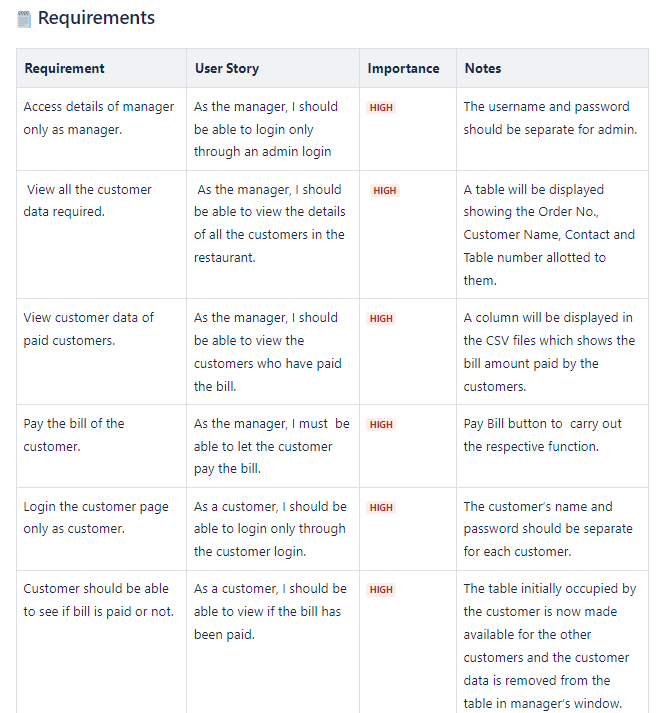 Requirements
Requirement User Story Importance Notes
Access details of manager
only as manager.
As the manager, I should
be able to login only
through an admin login
HIGH
The username and password
should be separate for admin.
View all the customer
data required.
As the manager, I should
be able to view the details
of all the customers in the
restaurant.
HIGH
A table will be displayed
showing the Order No.,
Customer Name, Contact and
Table number allotted to
them.
View customer data of
paid customers.
As the manager, I should
be able to view the
customers who have paid
the bill.
HIGH
A column will be displayed in
the CSV files which shows the
bill amount paid by the
customers.
Pay the bill of the
customer.
As the manager, I must be
able to let the customer
pay the bill.
HIGH
Pay Bill button to carry out
the respective function.
Login the customer page
only as customer.
As a customer, I should be
able to login only through
the customer login.
HIGH
The customer's name and
password should be separate
for each customer.
Customer should be able
to see if bill is paid or not.
As a customer, I should be
able to view if the bill has
been paid.
HIGH
The table initially occupied by
the customer is now made
available for the other
customers and the customer
data is removed from the
table in manager's window.